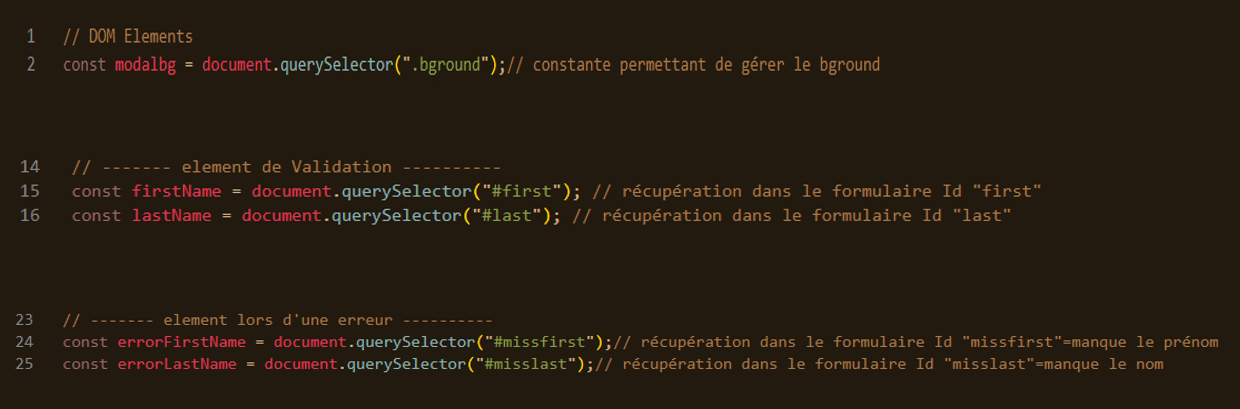 1 // DOM Elements
2 const modalbg = document.querySelector(".bground");// constante permettant de gérer le bground
14 // ------- element de Validation ----------
15 const firstName = document.querySelector("#first"); // récupération dans le formulaire Id "first"
16 const lastName = document.querySelector("#last"); // récupération dans le formulaire Id "last"
23 // ------- element lors d'une erreur ----------
24 const errorFirstName = document.querySelector("#missfirst");// récupération dans le formulaire Id "missfirst"=manque le prénom
25 const errorLastName = document.querySelector("#misslast");// récupération dans le formulaire Id "misslast"=manque le nom